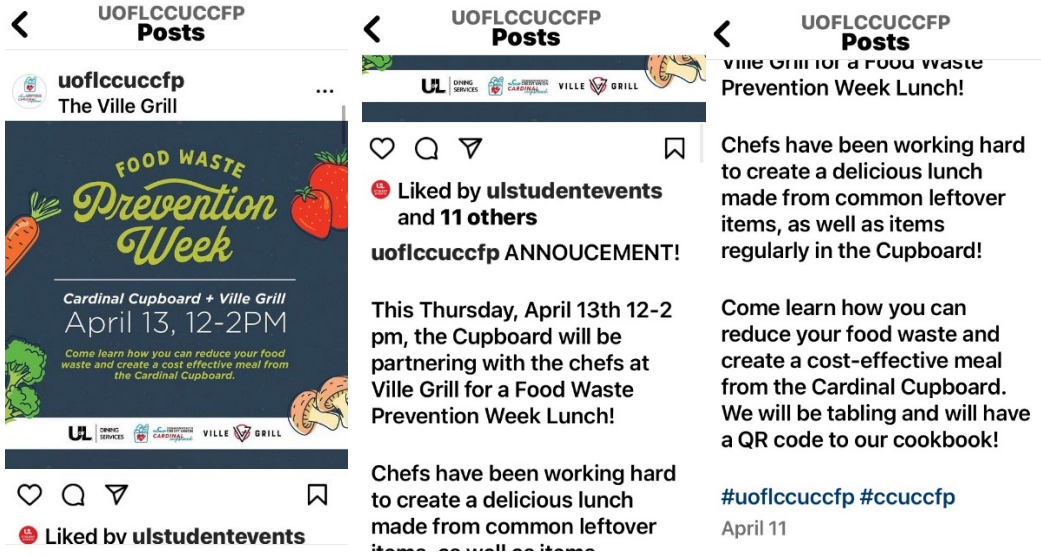 UOFLCCUCCFP
Posts
uoflccuccfp
The Ville Grill
FOOD WASTE
Prevention
Week
Cardinal Cupboard + Ville Grill
April 13, 12-2PM
Come learn how you can reduce your food
waste and create a cost effective meal from
the Cardinal Cupboard.
UL DINING
SERVICES
CARDINAL
VILLE GRILL
Liked by ulstudentevents
UOFLCCUCCFP
Posts
UL DINING
SERVICES
CARDINAL
VILLE GRILL
Liked by ulstudentevents
and 11 others
uoflccuccfp ANNOUCEMENT!
This Thursday, April 13th 12-2
pm, the Cupboard will be
partnering with the chefs at
Ville Grill for a Food Waste
Prevention Week Lunch!
Chefs have been working hard
to create a delicious lunch
made from common leftover
items, as well as items
UOFLCCUCCFP
Posts
Ville Grill for a Food Waste
Prevention Week Lunch!
Chefs have been working hard
to create a delicious lunch
made from common leftover
items, as well as items
regularly in the Cupboard!
Come learn how you can
reduce your food waste and
create a cost-effective meal
from the Cardinal Cupboard.
We will be tabling and will have
a QR code to our cookbook!
#uoflccuccfp #ccuccfp
April 11